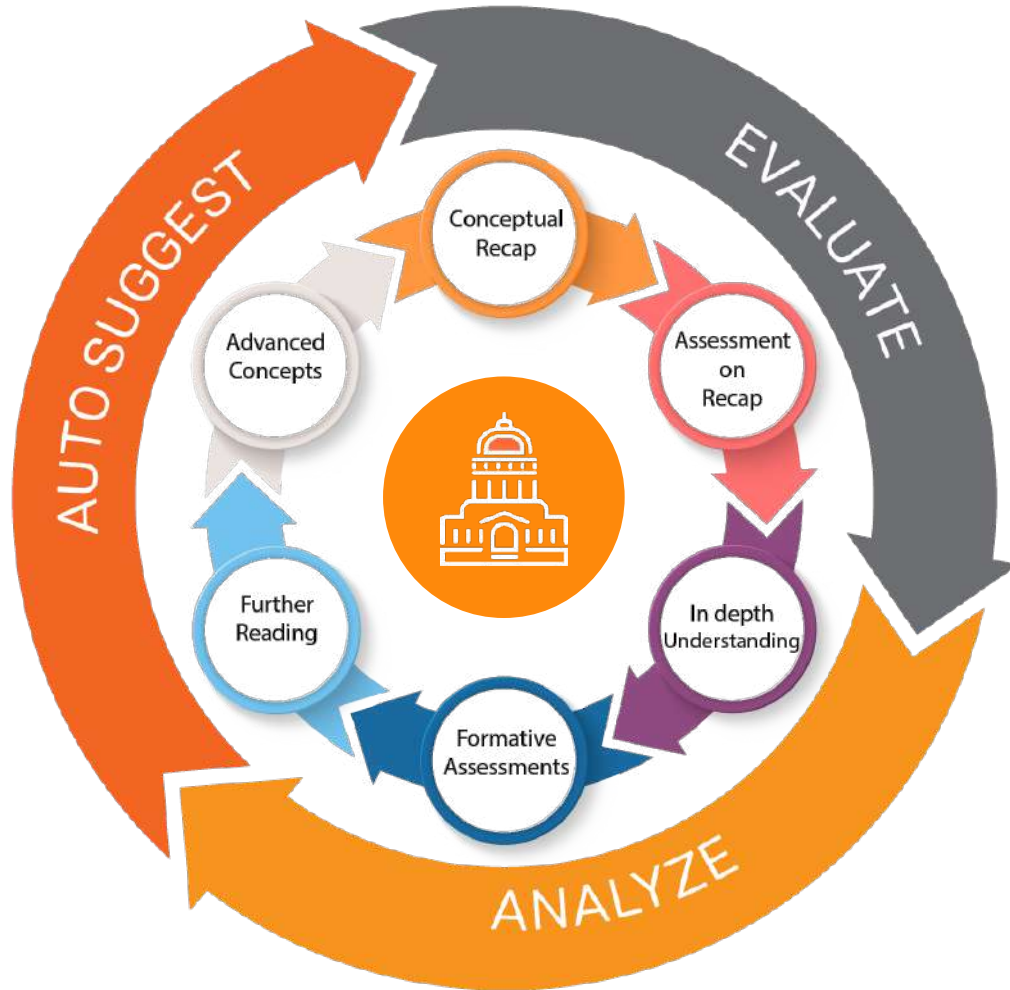 AUTO SUGGEST
EVALUATE
ANALYZE
Conceptual
Recap
Assessment
on
Recap
In depth
Understanding
Formative
Assessments
Further
Reading
Advanced
Concepts